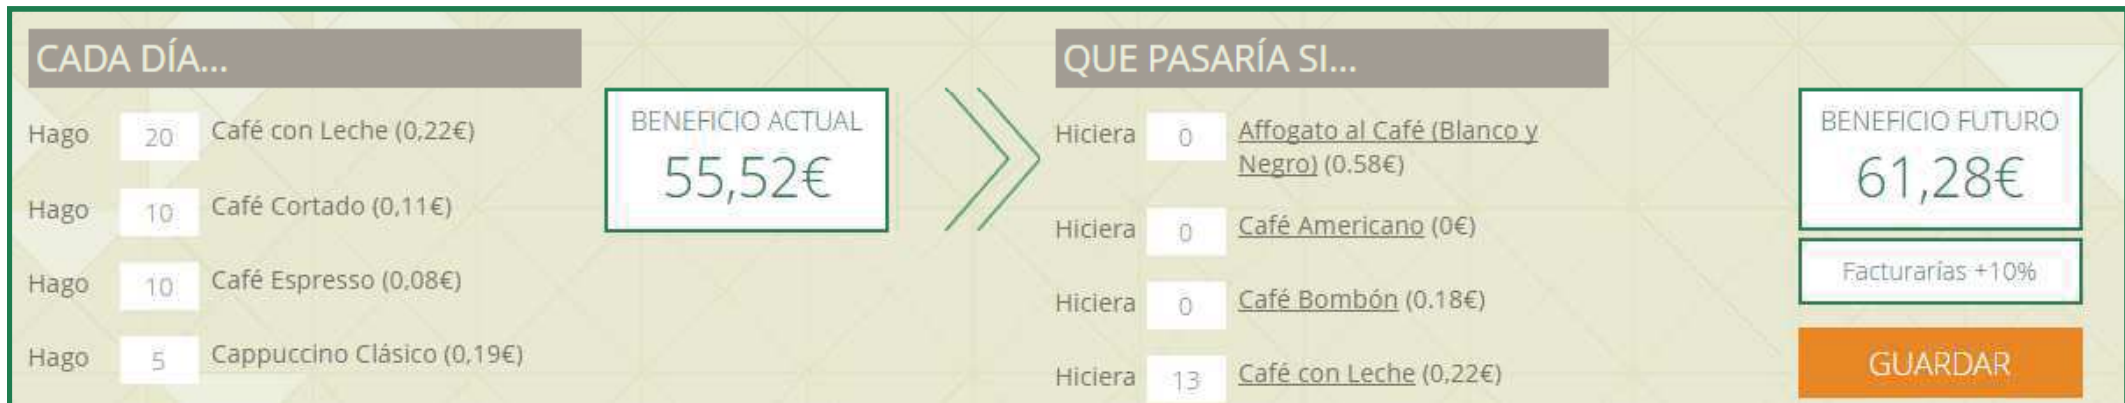 CADA DÍA...
Hago 20 Café con Leche (0,22€)
Hago 10 Café Cortado (0,11€)
Hago 10 Café Espresso (0,08€)
Hago 5 Cappuccino Clásico (0,19€)
BENEFICIO ACTUAL
55,52€
QUE PASARÍA SI...
Hiciera 0 Affogato al Café (Blanco y
Negro) (0.58€)
Hiciera 0 Café Americano (0€)
Hiciera 0 Café Bombón (0.18€)
Hiciera 13 Café con Leche (0,22€)
BENEFICIO FUTURO
61,28€
Facturarías +10%
GUARDAR